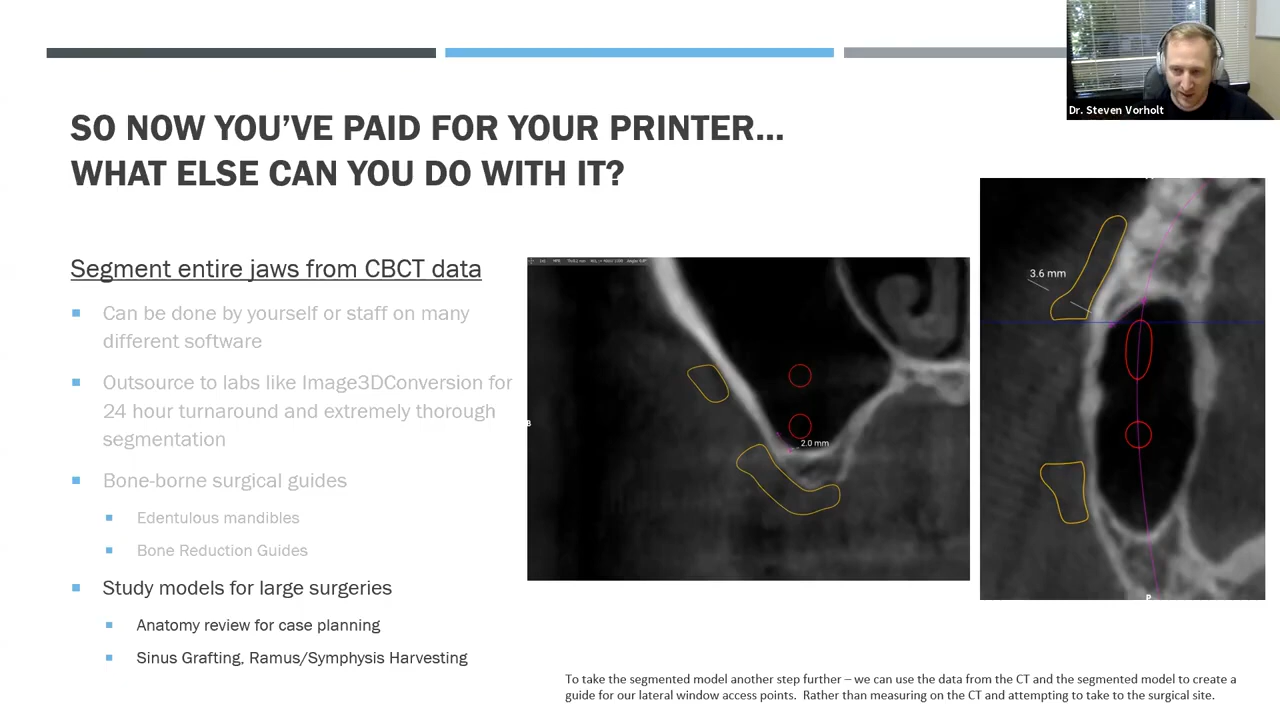 Dr. Steven Vorholt
SO NOW YOU'VE PAID FOR YOUR PRINTER…
WHAT ELSE CAN YOU DO WITH IT?
Segment entire jaws from CBCT data
Can be done by yourself or staff on many
different software
Outsource to labs like Image3DConversion for
24 hour turnaround and extremely thorough
segmentation
Bone-borne surgical guides
Edentulous mandibles
Bone Reduction Guides
Study models for large surgeries
Anatomy review for case planning
Sinus Grafting, Ramus/Symphysis Harvesting
B
2.0 mm
3.6 mm
P
To take the segmented model another step further – we can use the data from the CT and the segmented model to create a
guide for our lateral window access points.  Rather than measuring on the CT and attempting to take to the surgical site.